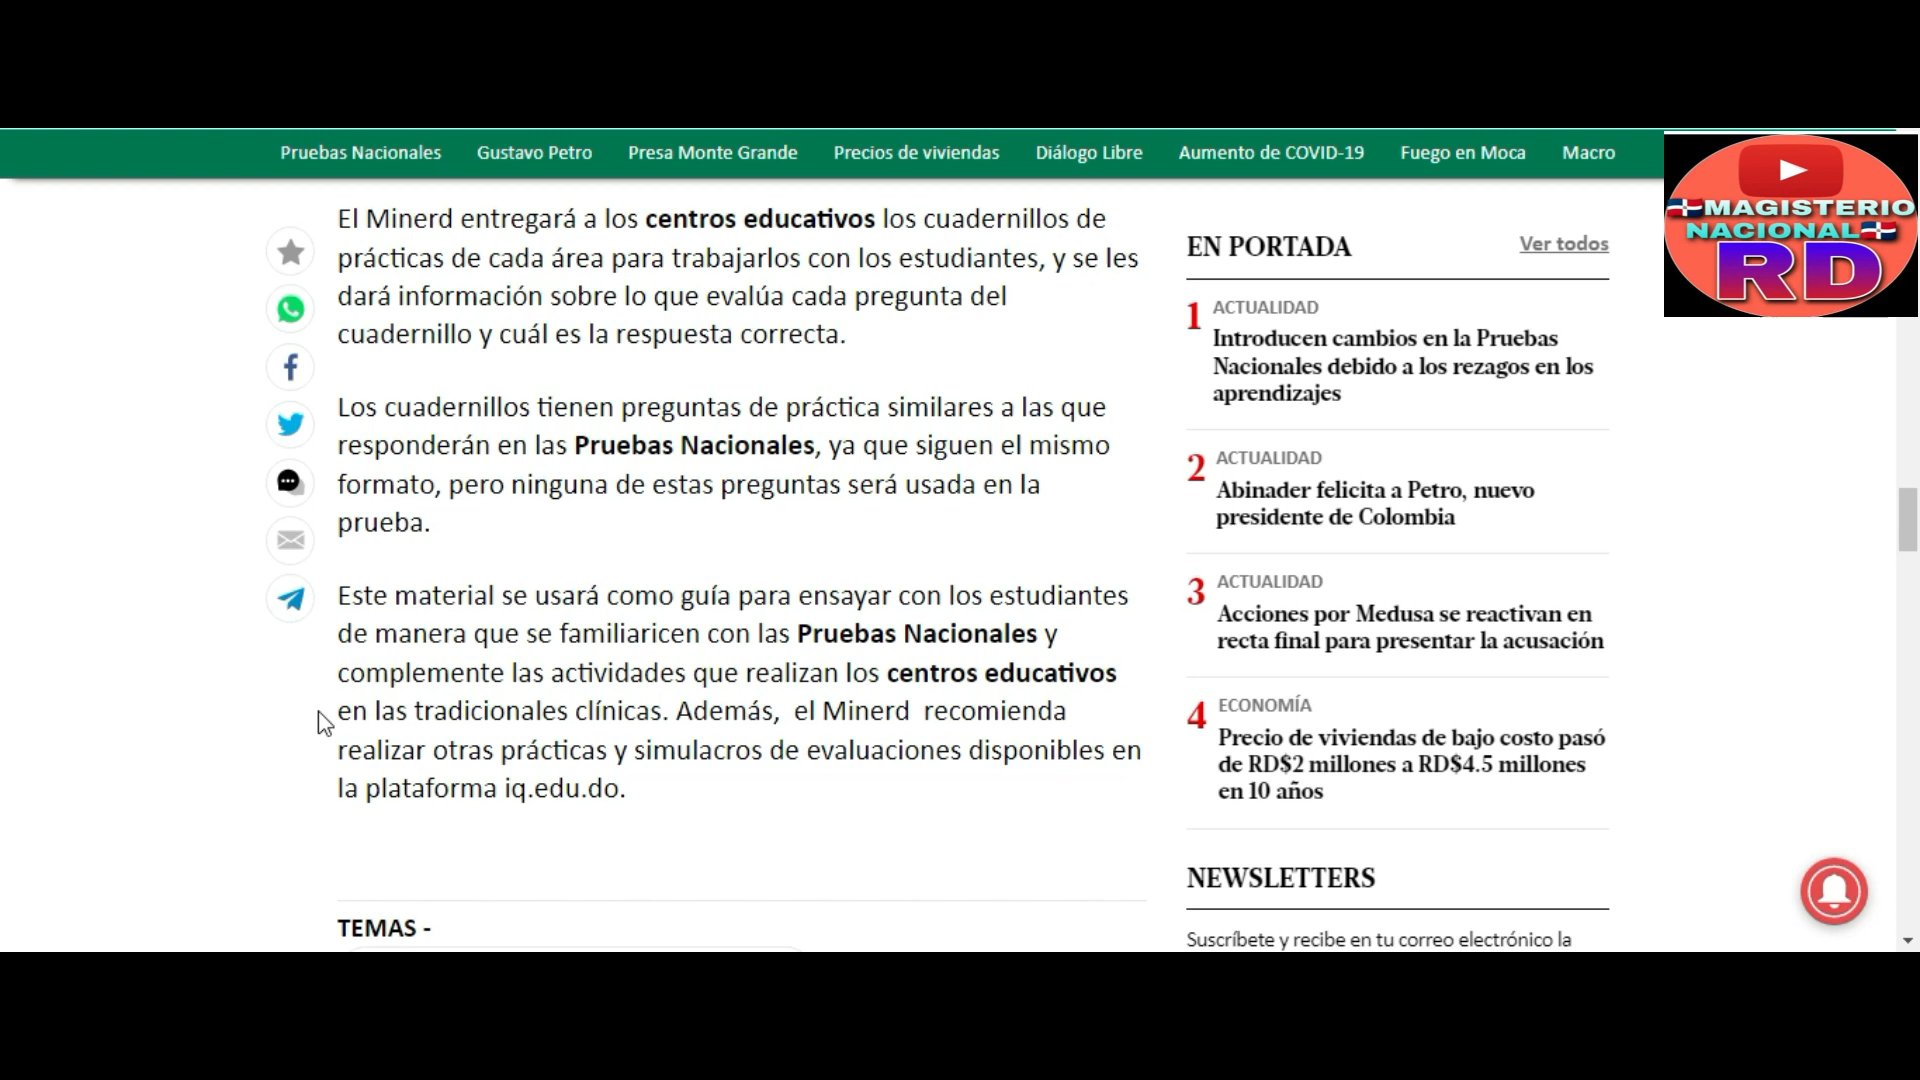 Pruebas Nacionales Gustavo Petro Presa Monte Grande Precios de viviendas Diálogo Libre Aumento de COVID-19 Fuego en Moca Macro
MAGISTERIO
NACIONAL
RD
El Minerd entregará a los centros educativos los cuadernillos de
prácticas de cada área para trabajarlos con los estudiantes, y se les
dará información sobre lo que evalúa cada pregunta del
cuadernillo y cuál es la respuesta correcta.
Los cuadernillos tienen preguntas de práctica similares a las que
responderán en las Pruebas Nacionales, ya que siguen el mismo
formato, pero ninguna de estas preguntas será usada en la
prueba.
Este material se usará como guía para ensayar con los estudiantes
de manera que se familiaricen con las Pruebas Nacionales y
complemente las actividades que realizan los centros educativos
en las tradicionales clínicas. Además, el Minerd recomienda
realizar otras prácticas y simulacros de evaluaciones disponibles en
la plataforma iq.edu.do.
TEMAS -
EN PORTADA
Ver todos
1 ACTUALIDAD
Introducen cambios en la Pruebas
Nacionales debido a los rezagos en los
aprendizajes
2 ACTUALIDAD
Abinader felicita a Petro, nuevo
presidente de Colombia
3 ACTUALIDAD
Acciones por Medusa se reactivan en
recta final para presentar la acusación
4 ECONOMÍA
Precio de viviendas de bajo costo pasó
de RD$2 millones a RD$4.5 millones
en 10 años
NEWSLETTERS
Suscríbete y recibe en tu correo electrónico la